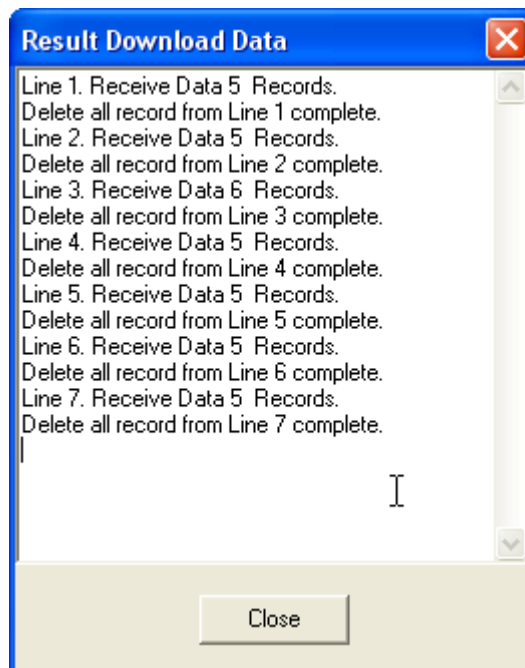 Result Download Data
Line 1. Receive Data 5  Records.
Delete all record from Line 1 complete.
Line 2. Receive Data 5  Records.
Delete all record from Line 2 complete.
Line 3. Receive Data 6  Records.
Delete all record from Line 3 complete.
Line 4. Receive Data 5  Records.
Delete all record from Line 4 complete.
Line 5. Receive Data 5  Records.
Delete all record from Line 5 complete.
Line 6. Receive Data 5  Records.
Delete all record from Line 6 complete.
Line 7. Receive Data 5  Records.
Delete all record from Line 7 complete.
Close